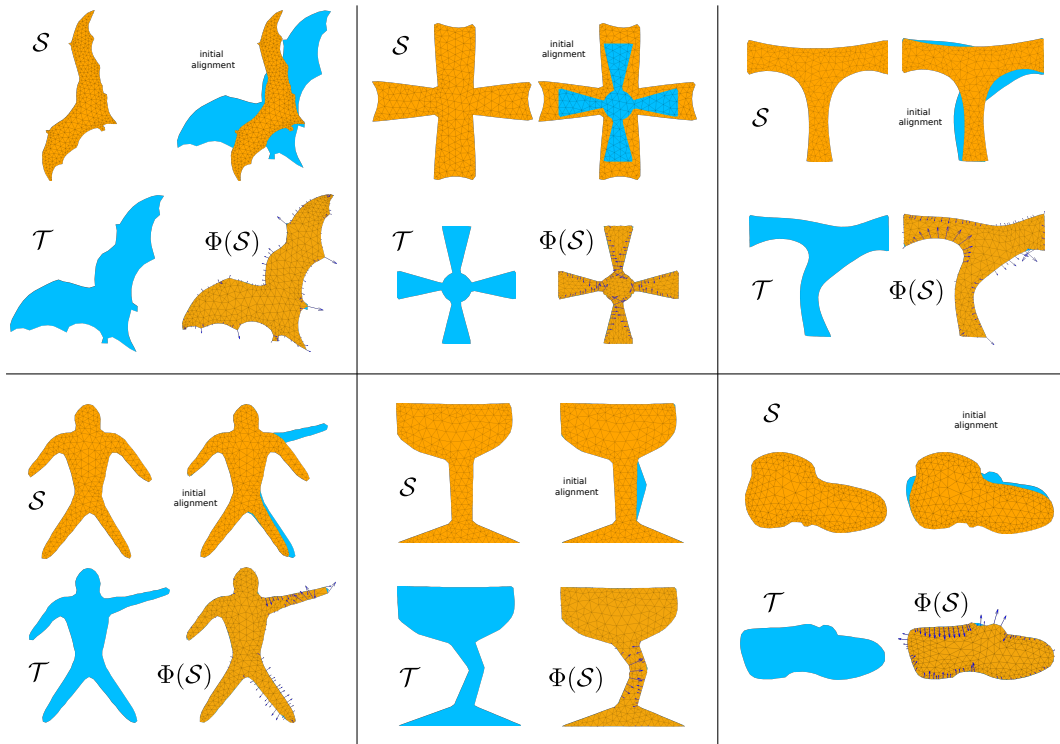 𝒮
initial
alignment
𝒯
Φ(𝒮)
𝒮
initial
alignment
𝒯
Φ(𝒮)
𝒮
initial
alignment
𝒯
Φ(𝒮)
𝒮
initial
alignment
𝒯
Φ(𝒮)
𝒮
initial
alignment
𝒯
Φ(𝒮)
𝒮
initial
alignment
𝒯
Φ(𝒮)